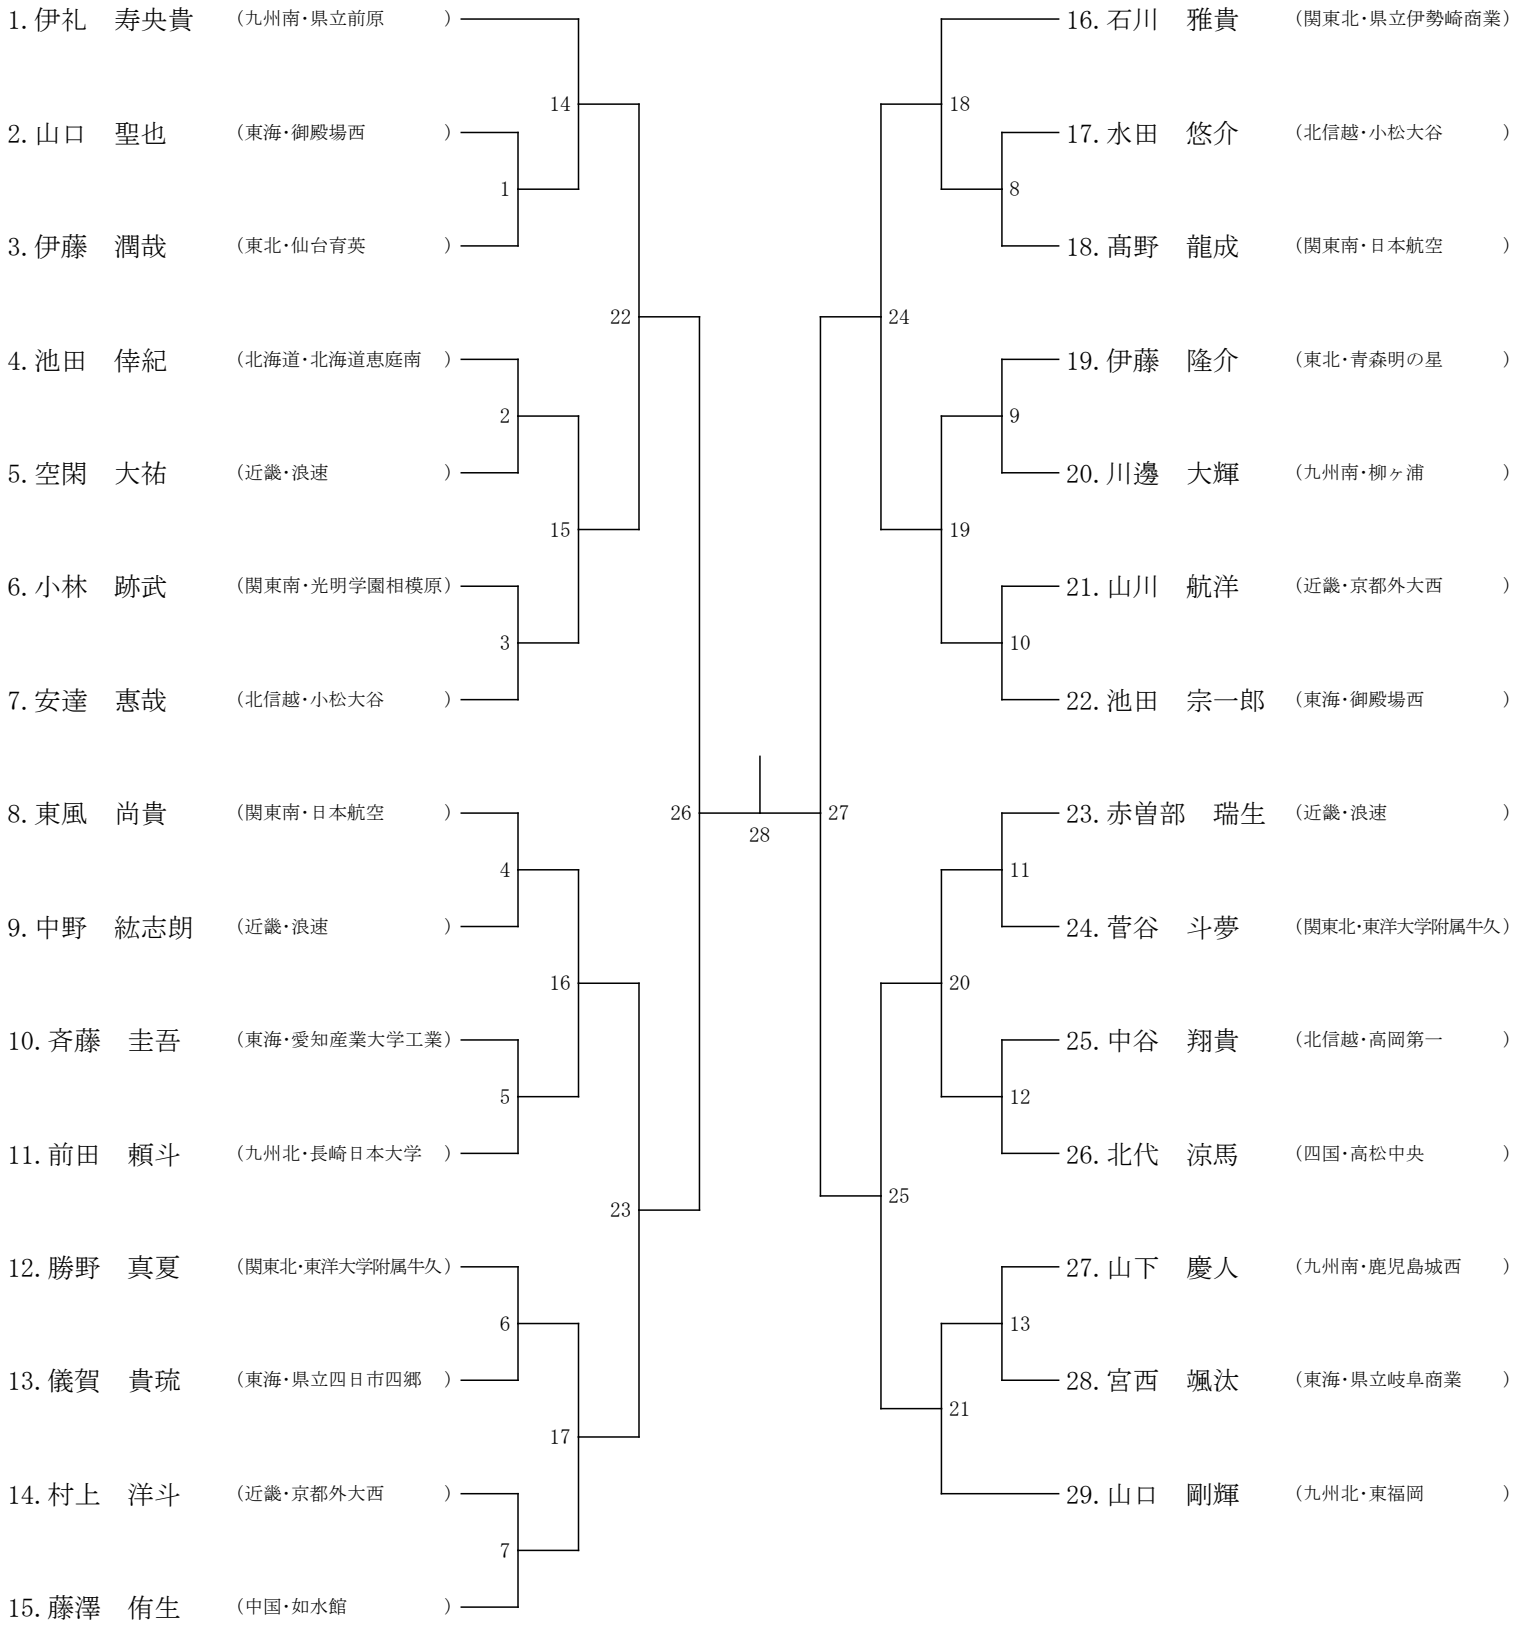 1. 伊礼　寿央貴 （九州南・県立前原）
14
2. 山口　聖也 （東海・御殿場西）
1
3. 伊藤　潤哉 （東北・仙台育英）
22
4. 池田　倖紀 （北海道・北海道恵庭南）
2
5. 空閑　大祐 （近畿・浪速）
15
6. 小林　跡武 （関東南・光明学園相模原）
3
7. 安達　惠哉 （北信越・小松大谷）
8. 東風　尚貴 （関東南・日本航空）
26
4
9. 中野　紘志朗 （近畿・浪速）
16
10. 斉藤　圭吾 （東海・愛知産業大学工業）
5
11. 前田　頼斗 （九州北・長崎日本大学）
23
12. 勝野　真夏 （関東北・東洋大学附属牛久）
6
13. 儀賀　貴琉 （東海・県立四日市四郷）
17
14. 村上　洋斗 （近畿・京都外大西）
7
15. 藤澤　侑生 （中国・如水館）
28
16. 石川　雅貴 （関東北・県立伊勢崎商業）
18
17. 水田　悠介 （北信越・小松大谷）
8
18. 髙野　龍成 （関東南・日本航空）
24
19. 伊藤　隆介 （東北・青森明の星）
9
20. 川邊　大輝 （九州南・柳ヶ浦）
19
21. 山川　航洋 （近畿・京都外大西）
10
22. 池田　宗一郎 （東海・御殿場西）
27
23. 赤曽部　瑞生 （近畿・浪速）
11
24. 菅谷　斗夢 （関東北・東洋大学附属牛久）
20
25. 中谷　翔貴 （北信越・高岡第一）
12
26. 北代　涼馬 （四国・高松中央）
25
27. 山下　慶人 （九州南・鹿児島城西）
13
28. 宮西　颯汰 （東海・県立岐阜商業）
21
29. 山口　剛輝 （九州北・東福岡）